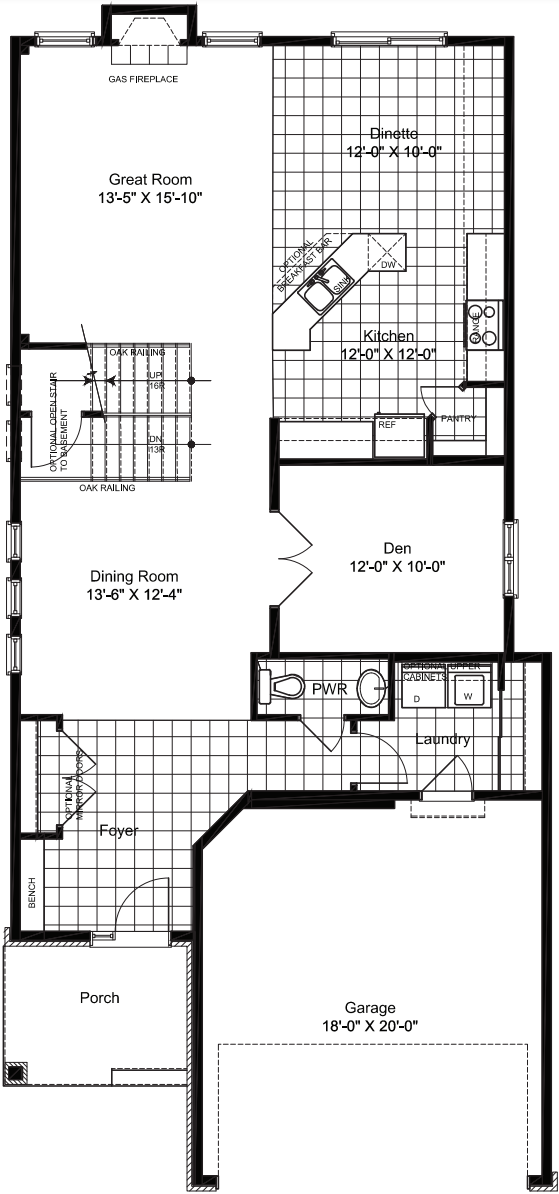 GAS FIREPLACE
Dinette
12'-0" X 10'-0"
Great Room
13'-5" X 15'-10"
OPTIONAL
BREAKFAST BAR
DW
SINK
RANGE
Kitchen
12'-0" X 12'-0"
OAK RAILING
UP
16R
OPTIONAL OPEN STAIR
TO BASEMENT
PANTRY
REF
DN
13R
OAK RAILING
Den
12'-0" X 10'-0"
Dining Room
13'-6" X 12'-4"
OPTIONAL UPPER
CABINETS
PWR
D
W
Laundry
OPTIONAL
MIRROR DOORS
Foyer
BENCH
Porch
Garage
18'-0" X 20'-0"